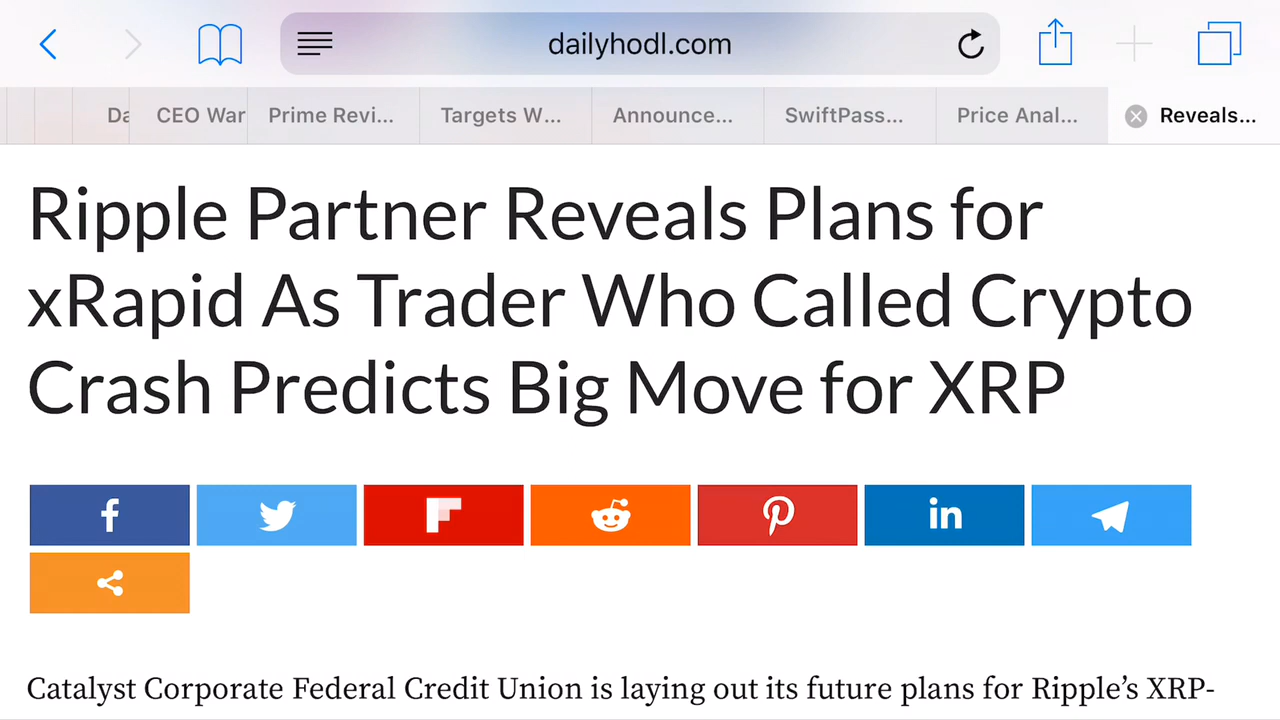 dailyhodl.com
Da CEO War Prime Revi... Targets W... Announce... SwiftPass... Price Anal... Reveals...
Ripple Partner Reveals Plans for
xRapid As Trader Who Called Crypto
Crash Predicts Big Move for XRP
Catalyst Corporate Federal Credit Union is laying out its future plans for Ripple’s XRP-